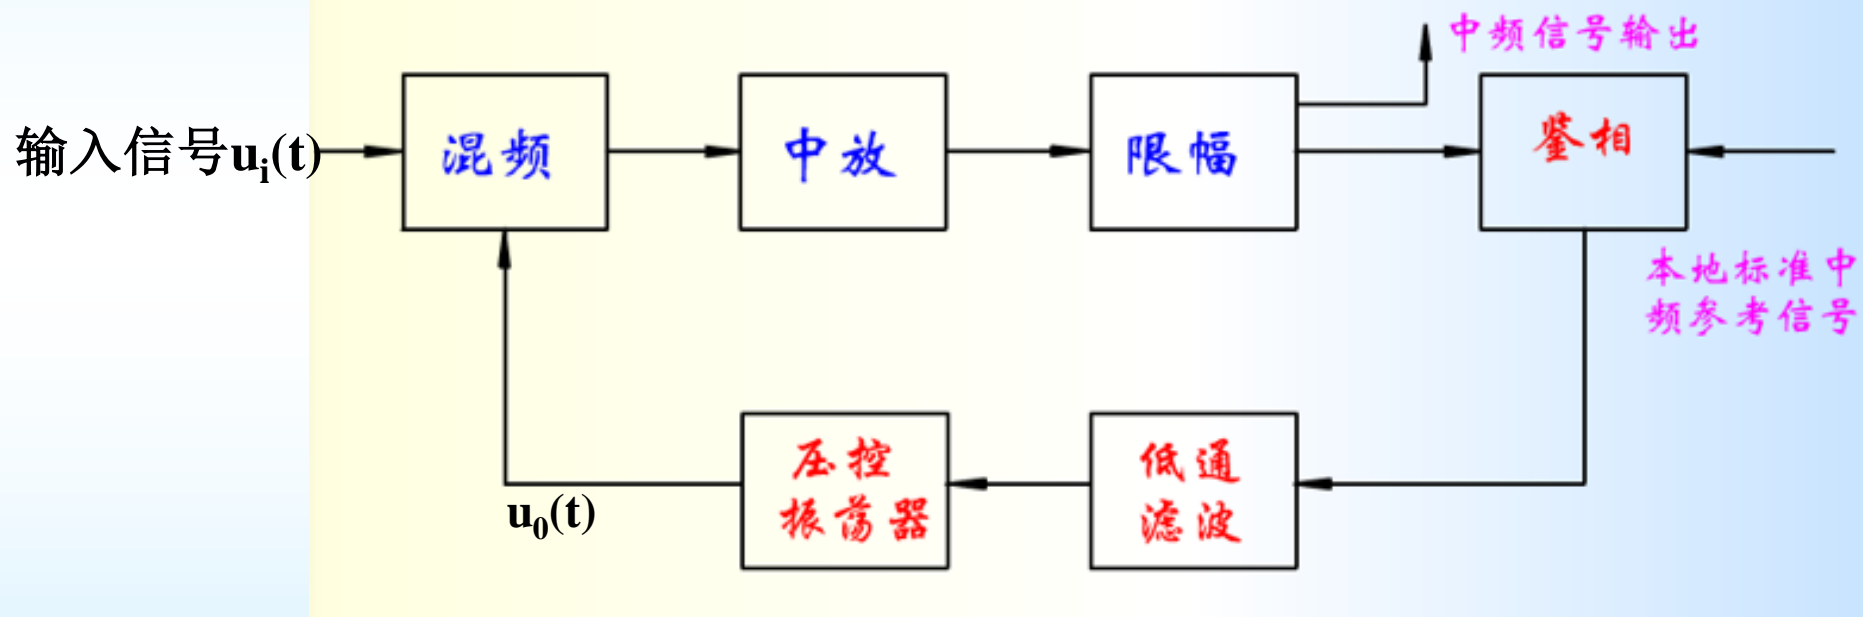 中频信号输出
输入信号ui(t)
混频
中放
限幅
鉴相
本地标准中
频参考信号
压控
振荡器
低通
滤波
u0(t)